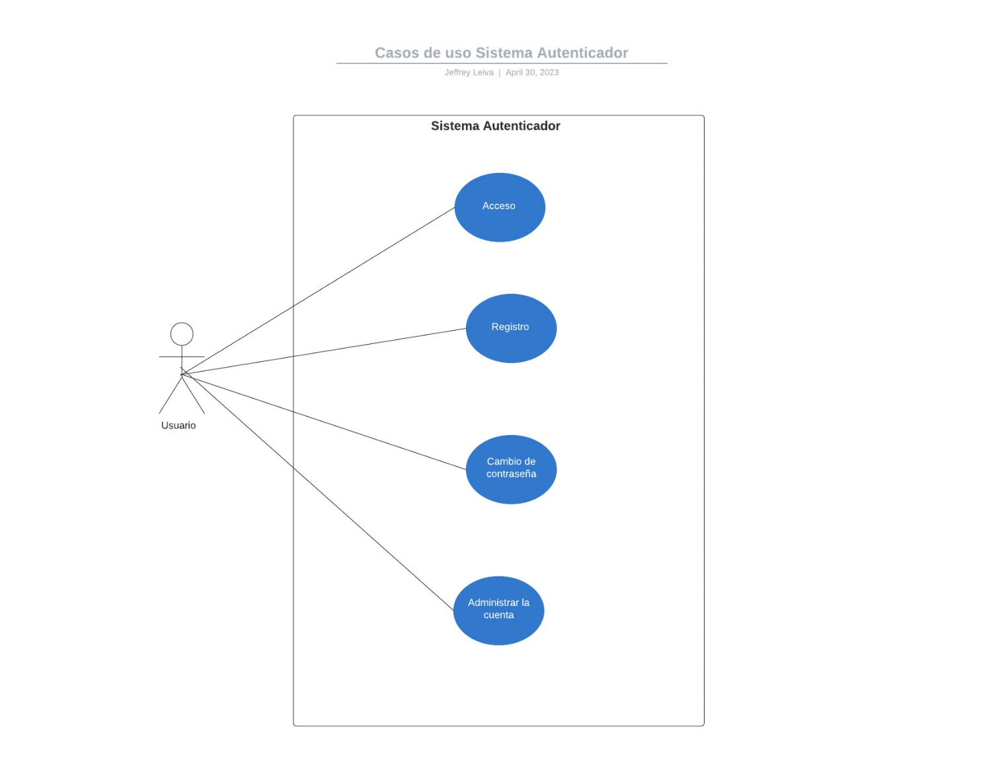 Casos de uso Sistema Autenticador
Jeffrey Leiva | April 30, 2023
Sistema Autenticador
Acceso
Registro
Usuario
Cambio de
contraseña
Administrar la
cuenta